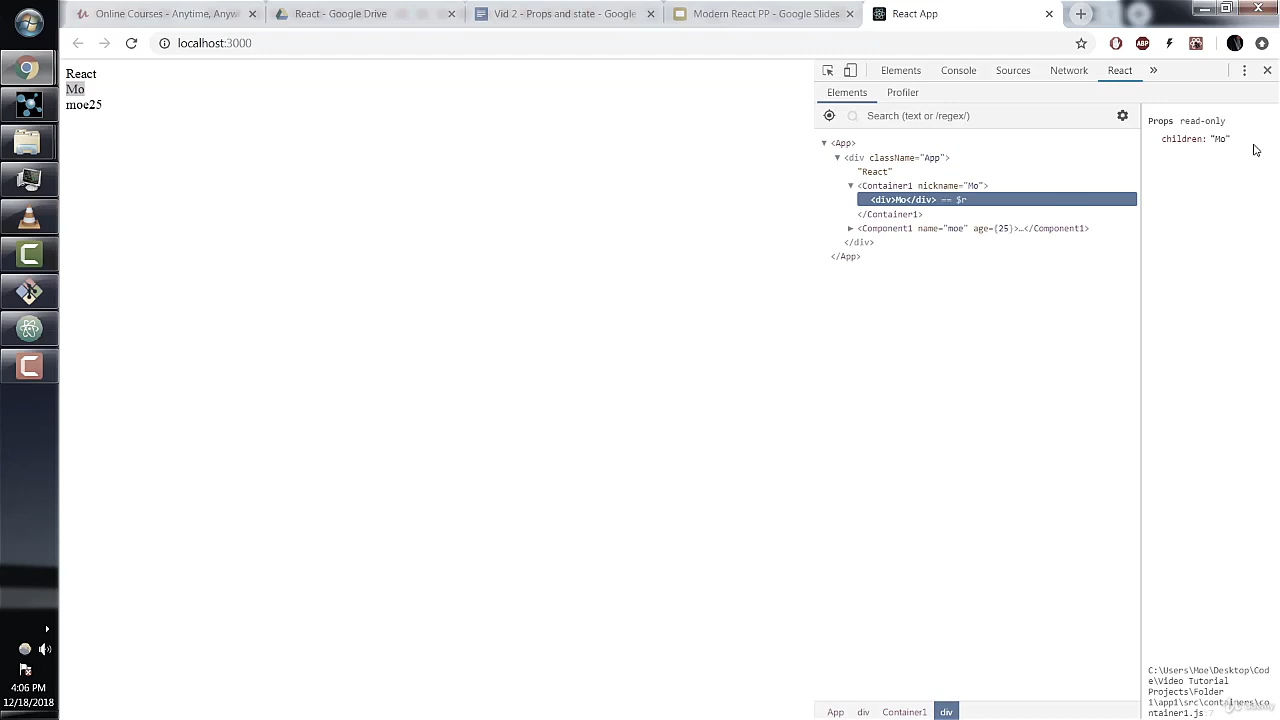 Online Courses - Anytime, Anyw
React - Google Drive
Vid 2 - Props and state - Google
Modern React PP - Google Slides
React App
localhost:3000
ABP
React
Mo
moe25
Elements
Console
Sources
Network
React
»
Elements
Profiler
Search (text or /regex/)
▼ <App>
▼ <div className="App">
"React"
▼ <Container1 nickname="Mo">
<div>Mo</div> == $r
</Container1>
▶ <Component1 name="moe" age={25}>…</Component1>
</div>
</App>
Props read-only
children: "Mo"
App
div
Container1
div
C:\Users\Moe\Desktop\Cod
e\Video Tutorial
Projects\Folder
1\app1\src\containers\co
ntainer1.js:7
Udemy
4:06 PM
12/18/2018